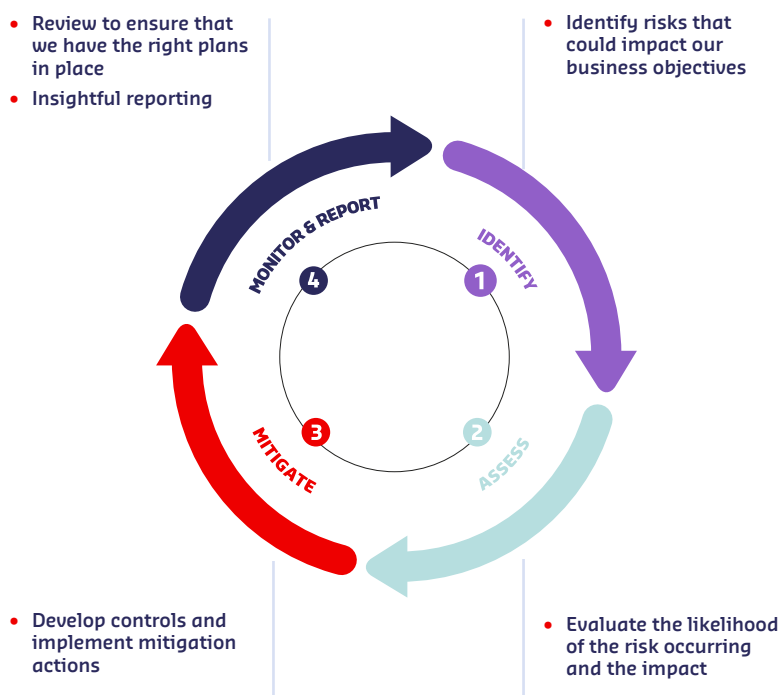 • Review to ensure that
we have the right plans
in place
• Insightful reporting
• Identify risks that
could impact our
business objectives
MONITOR & REPORT
4
IDENTIFY
1
MITIGATE
3
ASSESS
2
• Develop controls and
implement mitigation
actions
• Evaluate the likelihood
of the risk occurring
and the impact